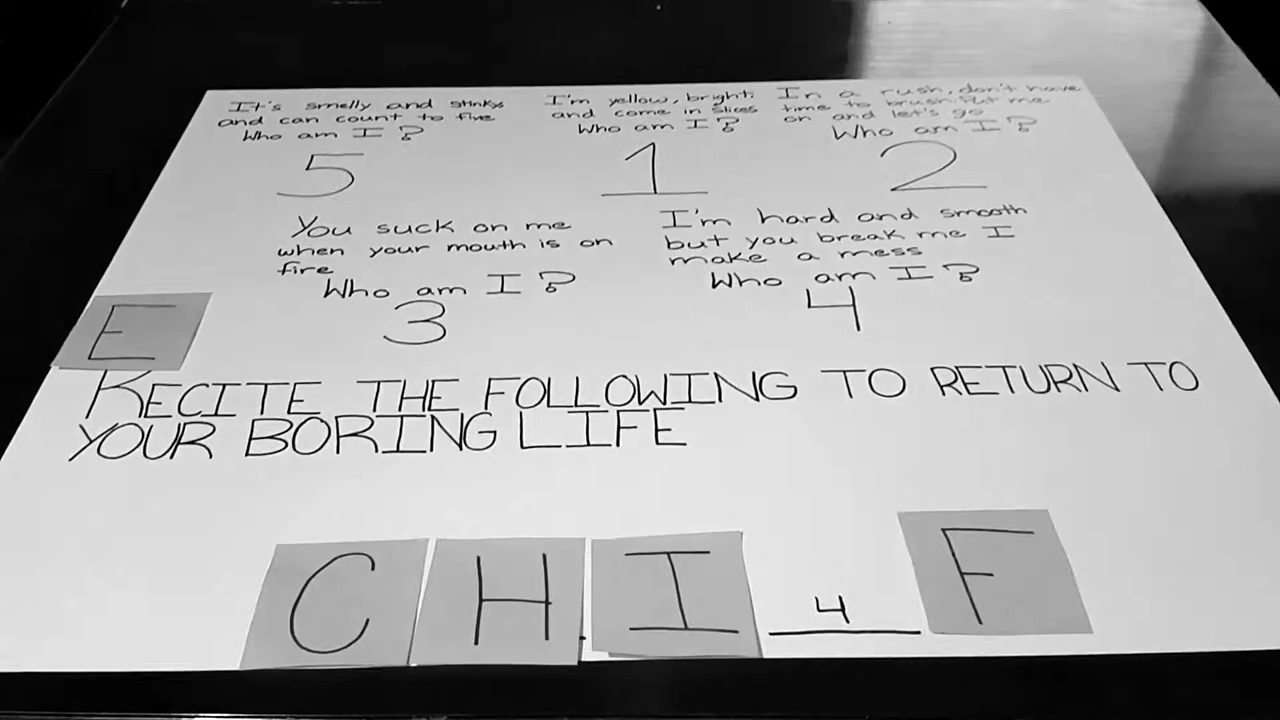 It's smelly and stinky
and can count to five
Who am I?
5
I'm yellow, bright,
and come in slices
Who am I?
1
In a rush, don't have
time to brush. Put me
on and let's go
Who am I?
2
You suck on me
when your mouth is on
fire
Who am I?
3
I'm hard and smooth
but you break me I
make a mess
Who am I?
4
E
RECITE THE FOLLOWING TO RETURN TO
YOUR BORING LIFE
C H I 4 F